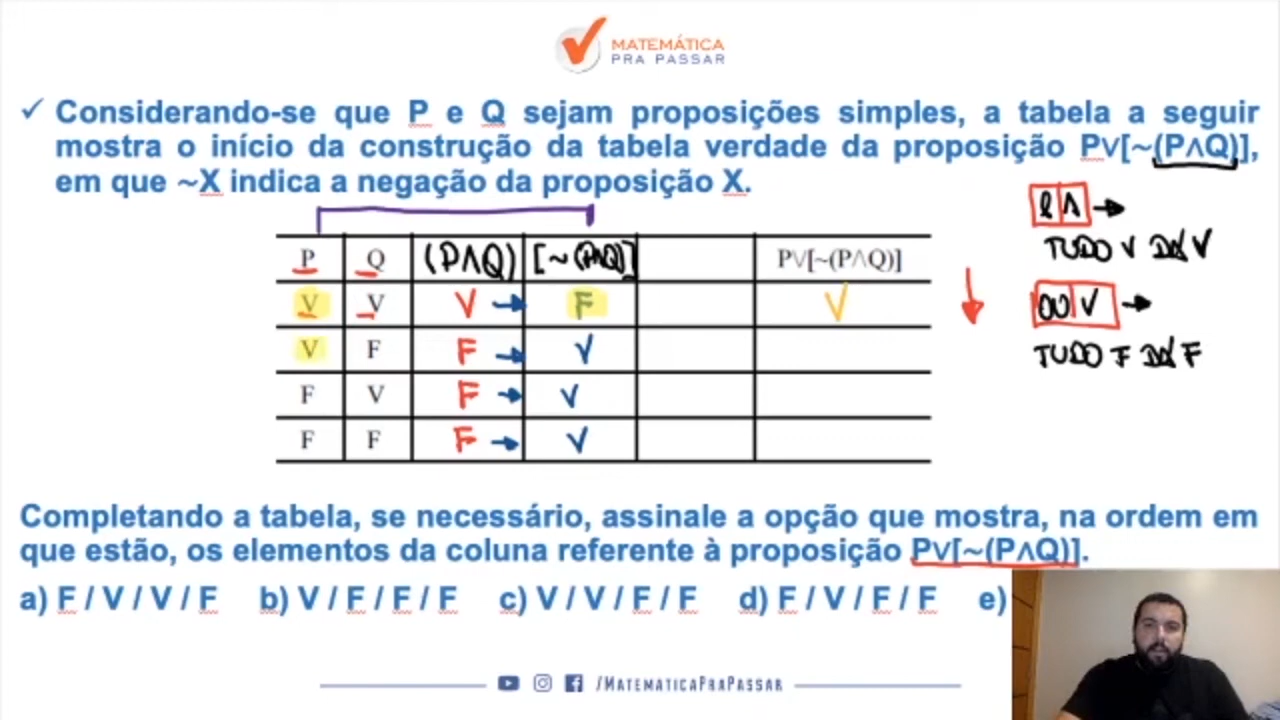 MATEMÁTICA
PRA PASSAR
✓ Considerando-se que P e Q sejam proposições simples, a tabela a seguir
mostra o início da construção da tabela verdade da proposição P∨[~(P∧Q)],
em que ~X indica a negação da proposição X.
e ∧ →
TUDO V DÁ V
OU V →
TUDO F DÁ F
P Q (P∧Q) [~(P∧Q)] P∨[~(P∧Q)]
V V V → F V
V F F → V
F V F → V
F F F → V
Completando a tabela, se necessário, assinale a opção que mostra, na ordem em
que estão, os elementos da coluna referente à proposição P∨[~(P∧Q)].
a) F / V / V / F b) V / F / F / F c) V / V / F / F d) F / V / F / F e)
/MATEMATICAPRAPASSAR